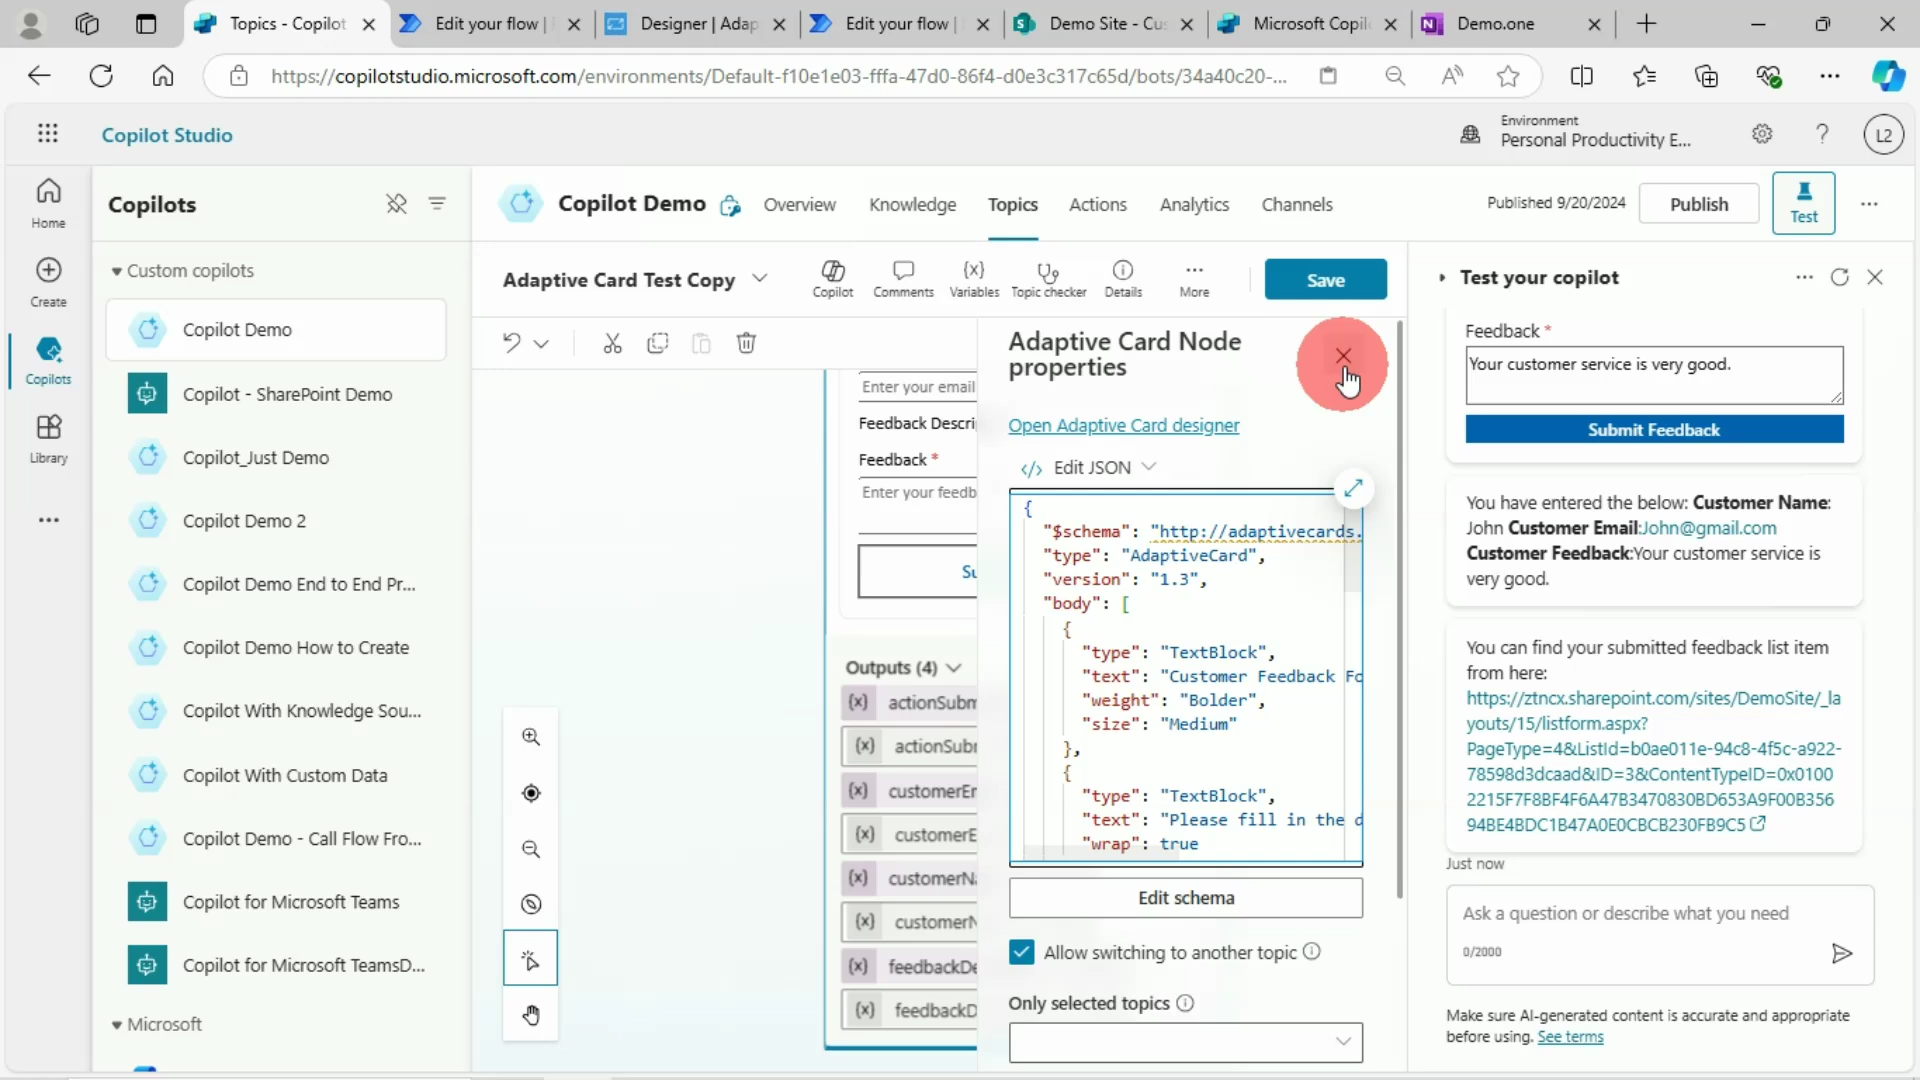 Topics - Copilot
Edit your flow |
Designer | Adap
Edit your flow |
Demo Site - Cu
Microsoft Copil
Demo.one
https://copilotstudio.microsoft.com/environments/Default-f10e1e03-fffa-47d0-86f4-d0e3c317c65d/bots/34a40c20-...
Copilot Studio
Environment
Personal Productivity E...
L2
Home
Create
Copilots
Library
Copilots
Custom copilots
Copilot Demo
Copilot - SharePoint Demo
Copilot_Just Demo
Copilot Demo 2
Copilot Demo End to End Pr...
Copilot Demo How to Create
Copilot With Knowledge Sou...
Copilot With Custom Data
Copilot Demo - Call Flow Fro...
Copilot for Microsoft Teams
Copilot for Microsoft TeamsD...
Microsoft
Copilot Demo
Overview
Knowledge
Topics
Actions
Analytics
Channels
Published 9/20/2024
Publish
Test
Adaptive Card Test Copy
Copilot
Comments
Variables
Topic checker
Details
More
Save
Enter your email
Feedback Descri
Feedback *
Enter your feedb
Su
Outputs (4)
{x} actionSubm
{x} actionSubr
{x} customerEr
{x} customerE
{x} customerNa
{x} customerN
{x} feedbackDe
{x} feedbackD
Adaptive Card Node
properties
Open Adaptive Card designer
</> Edit JSON
{
"$schema": "http://adaptivecards.
"type": "AdaptiveCard",
"version": "1.3",
"body": [
{
"type": "TextBlock",
"text": "Customer Feedback Fo
"weight": "Bolder",
"size": "Medium"
},
{
"type": "TextBlock",
"text": "Please fill in the d
"wrap": true
Edit schema
Allow switching to another topic
Only selected topics
Test your copilot
Feedback *
Your customer service is very good.
Submit Feedback
You have entered the below: Customer Name:
John Customer Email:John@gmail.com
Customer Feedback:Your customer service is
very good.
You can find your submitted feedback list item
from here:
https://ztncx.sharepoint.com/sites/DemoSite/_la
youts/15/listform.aspx?
PageType=4&ListId=b0ae011e-94c8-4f5c-a922-
78598d3dcaad&ID=3&ContentTypeID=0x0100
2215F7F8BF4F6A47B3470830BD653A9F00B356
94BE4BDC1B47A0E0CBCB230FB9C5
Just now
Ask a question or describe what you need
0/2000
Make sure AI-generated content is accurate and appropriate
before using. See terms